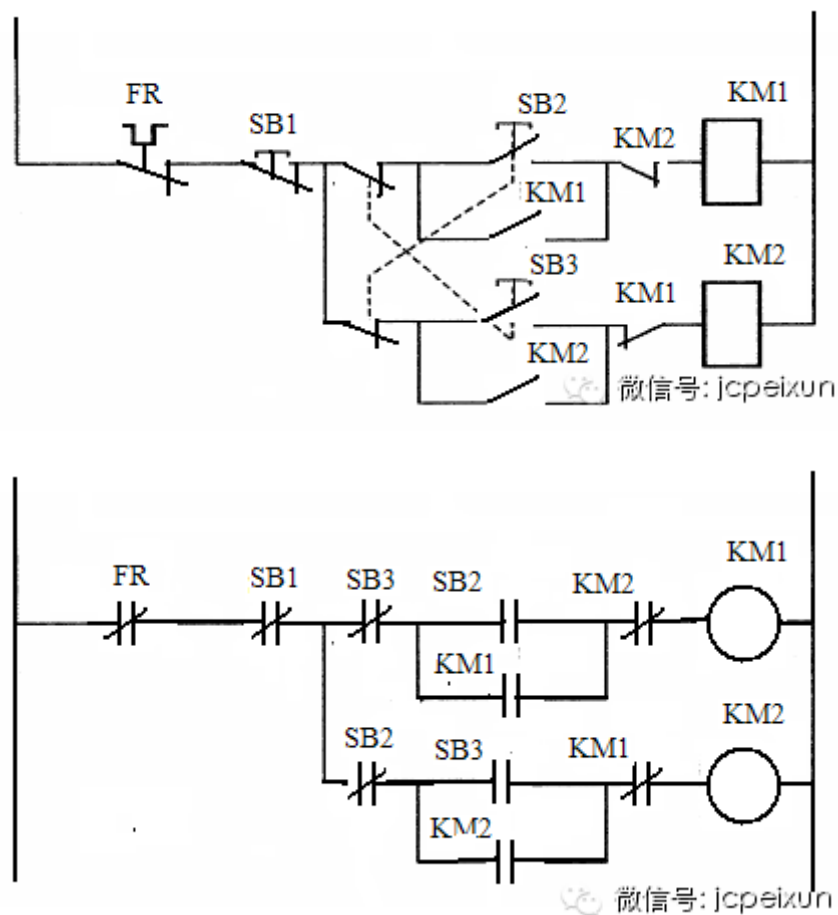 FR
SB1
SB2
KM2
KM1
KM1
SB3
KM1
KM2
KM2
微信号: jcpeixun
FR
SB1
SB3
SB2
KM2
KM1
KM1
SB2
SB3
KM1
KM2
KM2
微信号: jcpeixun